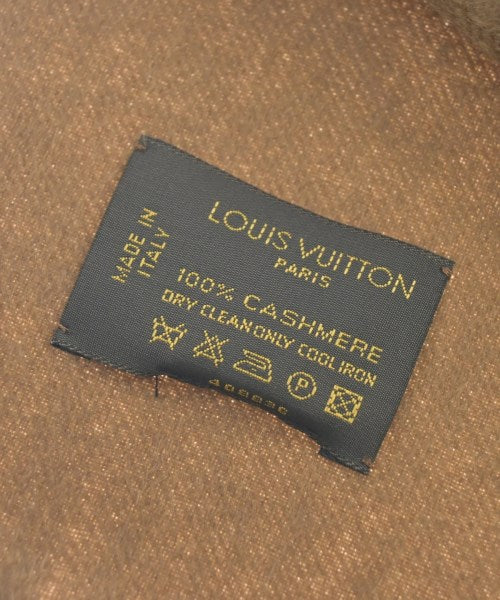 LOUIS VUITTON
PARIS
MADE IN
ITALY
100% CASHMERE
DRY CLEAN ONLY COOL IRON
P